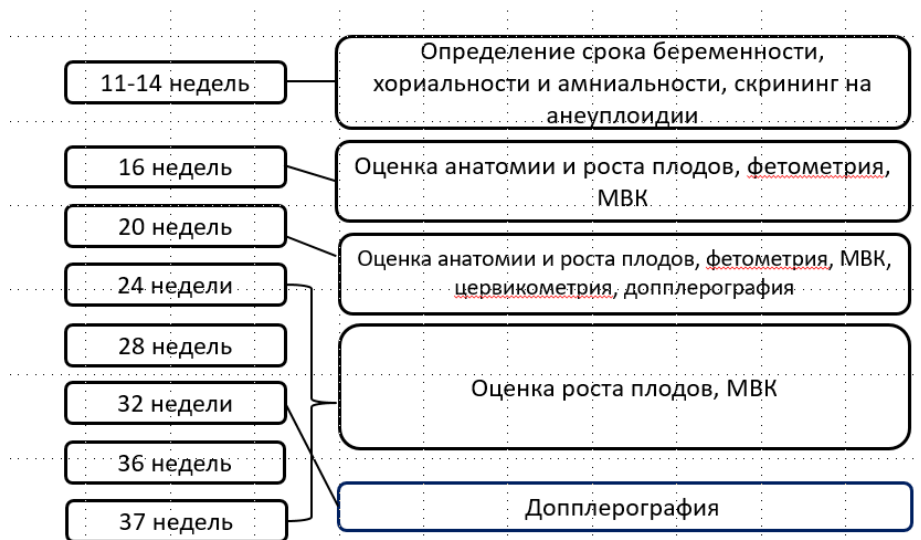 11-14 недель
Определение срока беременности,
хориальности и амниальности, скрининг на
анеуплоидии
16 недель
Оценка анатомии и роста плодов, фетометрия,
МВК
20 недель
Оценка анатомии и роста плодов, фетометрия, МВК,
цервикометрия, допплерография
24 недели
28 недель
32 недели
36 недель
37 недель
Оценка роста плодов, МВК
Допплерография